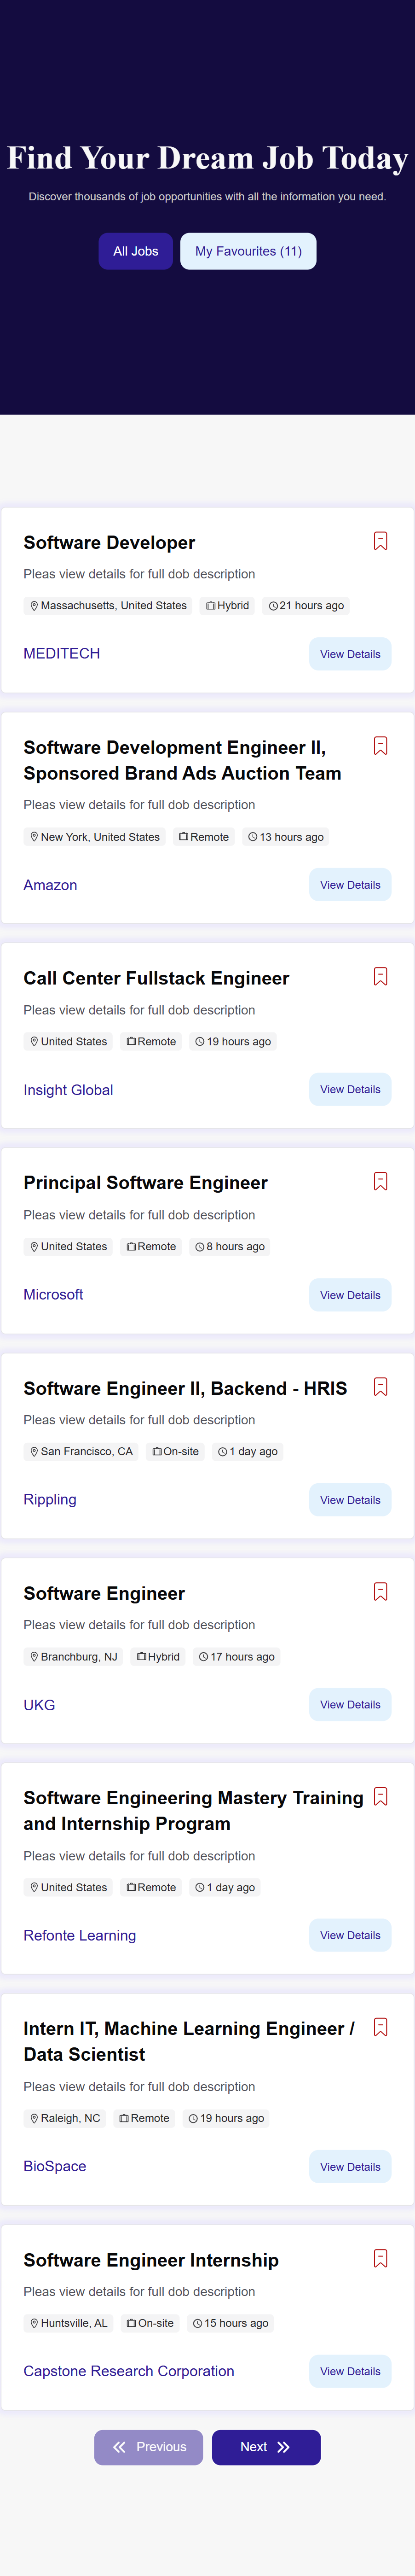 Find Your Dream Job Today
Discover thousands of job opportunities with all the information you need.
All Jobs
My Favourites (11)
Software Developer
Pleas view details for full dob description
Massachusetts, United States
Hybrid
21 hours ago
MEDITECH
View Details
Software Development Engineer II,
Sponsored Brand Ads Auction Team
Pleas view details for full dob description
New York, United States
Remote
13 hours ago
Amazon
View Details
Call Center Fullstack Engineer
Pleas view details for full dob description
United States
Remote
19 hours ago
Insight Global
View Details
Principal Software Engineer
Pleas view details for full dob description
United States
Remote
8 hours ago
Microsoft
View Details
Software Engineer II, Backend - HRIS
Pleas view details for full dob description
San Francisco, CA
On-site
1 day ago
Rippling
View Details
Software Engineer
Pleas view details for full dob description
Branchburg, NJ
Hybrid
17 hours ago
UKG
View Details
Software Engineering Mastery Training
and Internship Program
Pleas view details for full dob description
United States
Remote
1 day ago
Refonte Learning
View Details
Intern IT, Machine Learning Engineer /
Data Scientist
Pleas view details for full dob description
Raleigh, NC
Remote
19 hours ago
BioSpace
View Details
Software Engineer Internship
Pleas view details for full dob description
Huntsville, AL
On-site
15 hours ago
Capstone Research Corporation
View Details
Previous
Next